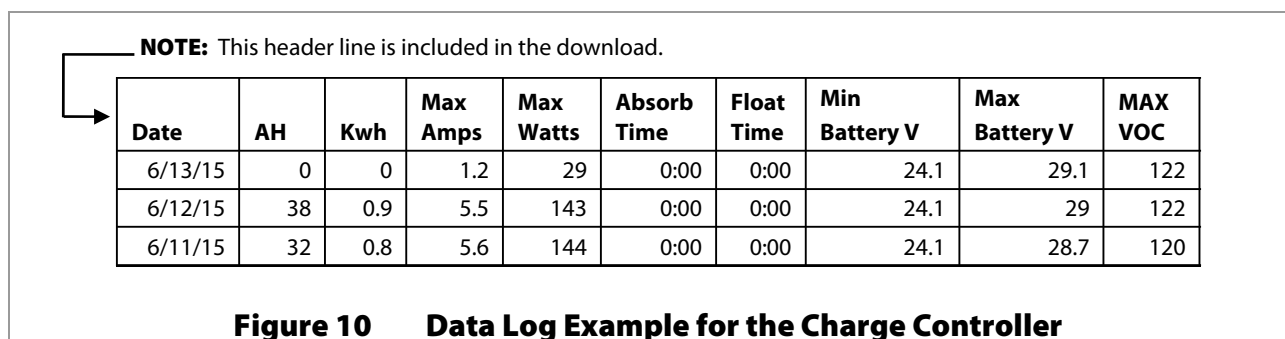 NOTE: This header line is included in the download.
Date AH Kwh Max Amps Max Watts Absorb Time Float Time Min Battery V Max Battery V MAX VOC
6/13/15 0 0 1.2 29 0:00 0:00 24.1 29.1 122
6/12/15 38 0.9 5.5 143 0:00 0:00 24.1 29 122
6/11/15 32 0.8 5.6 144 0:00 0:00 24.1 28.7 120
Figure 10 Data Log Example for the Charge Controller